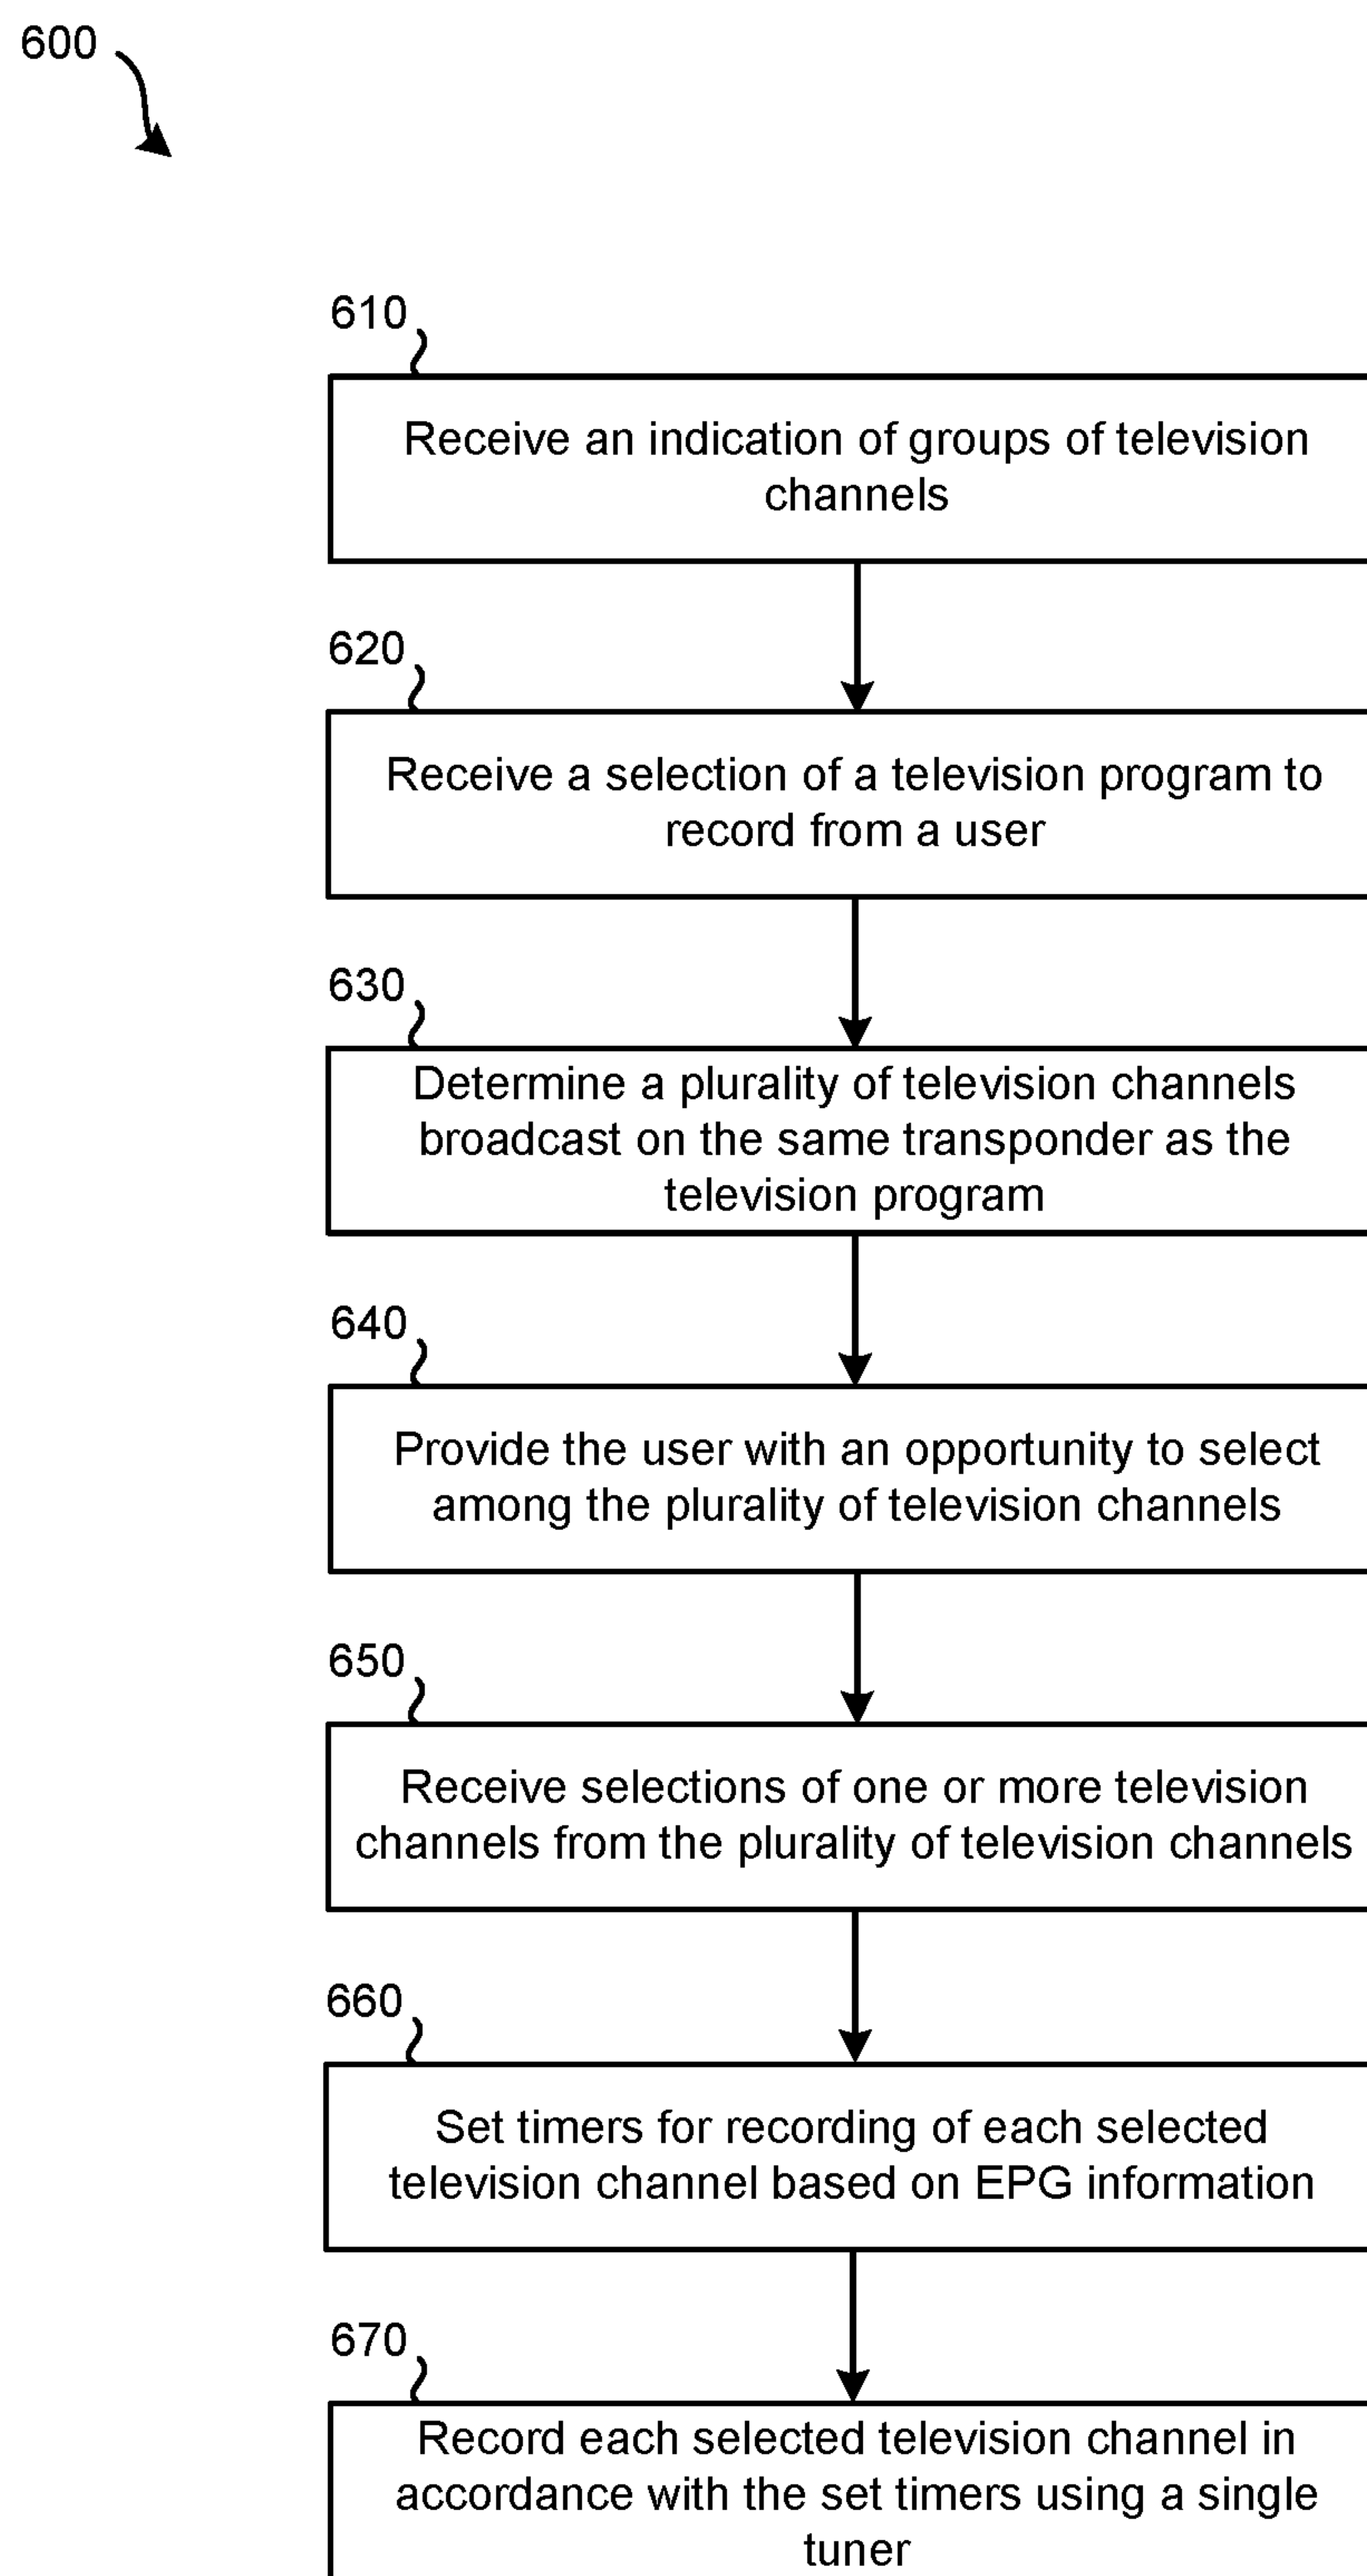 600
610
Receive an indication of groups of television
channels
620
Receive a selection of a television program to
record from a user
630
Determine a plurality of television channels
broadcast on the same transponder as the
television program
640
Provide the user with an opportunity to select
among the plurality of television channels
650
Receive selections of one or more television
channels from the plurality of television channels
660
Set timers for recording of each selected
television channel based on EPG information
670
Record each selected television channel in
accordance with the set timers using a single
tuner